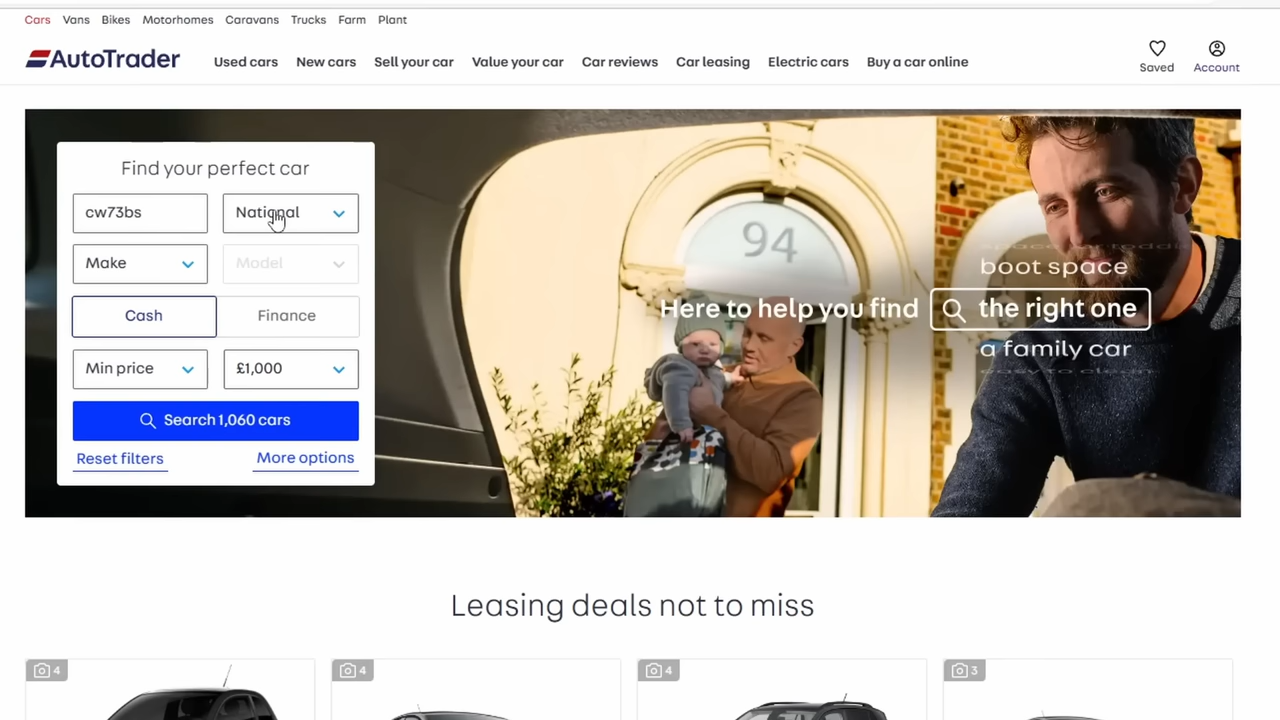 Cars Vans Bikes Motorhomes Caravans Trucks Farm Plant
AutoTrader Used cars New cars Sell your car Value your car Car reviews Car leasing Electric cars Buy a car online
Saved Account
Find your perfect car
cw73bs National
Make Model
Cash Finance
Min price £1,000
Search 1,060 cars
Reset filters More options
94
boot space
Here to help you find the right one
a family car
easy to clean
Leasing deals not to miss
4 4 4 3